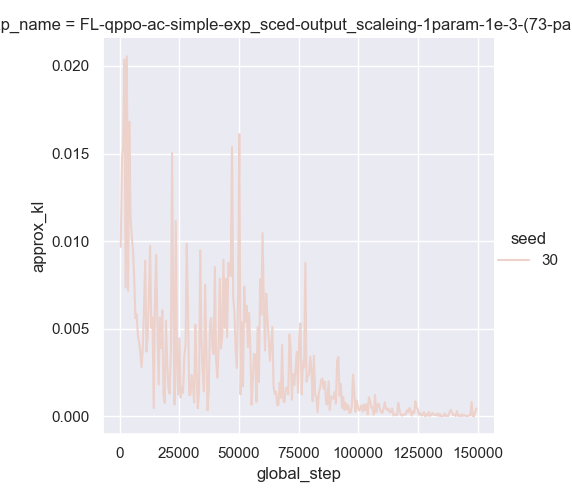 p_name = FL-qppo-ac-simple-exp_sced-output_scaleing-1param-1e-3-(73-pa
0.020
0.015
0.010
0.005
0.000
approx_kl
0 25000 50000 75000 100000 125000 150000
global_step
seed
30